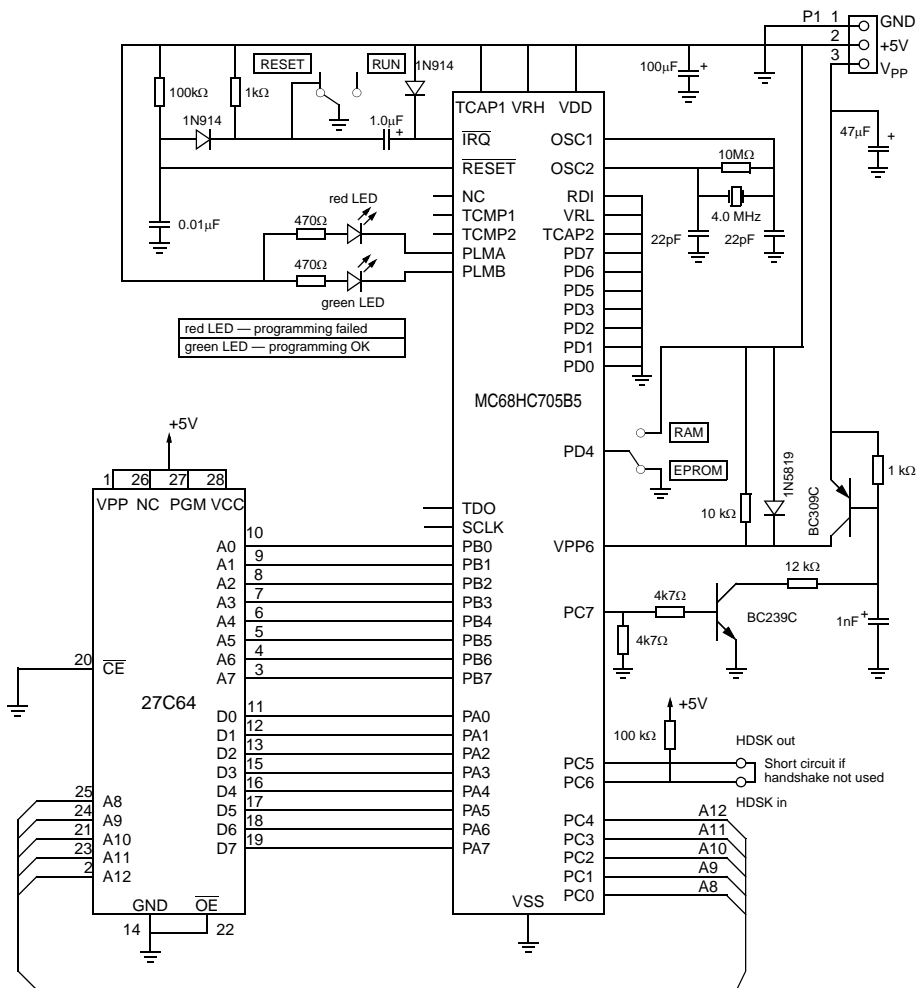 P1 1 GND
2 +5V
3 VPP
RESET RUN 1N914
100kΩ 1kΩ
1N914 1.0µF +
100µF +
47µF +
TCAP1 VRH VDD
IRQ OSC1
RESET OSC2
10MΩ
4.0 MHz
22pF 22pF
0.01µF
NC RDI
TCMP1 VRL
TCMP2 TCAP2
PLMA PD7
PLMB PD6
PD5
PD3
PD2
PD1
PD0
red LED
470Ω
470Ω
green LED
red LED — programming failed
green LED — programming OK
MC68HC705B5
RAM
PD4
EPROM
1N5819
10 kΩ
BC309C
1 kΩ
+5V
1 26 27 28
VPP NC PGM VCC
TDO
SCLK
A0 10 PB0 VPP6
A1 9 PB1
A2 8 PB2
A3 7 PB3
A4 6 PB4
A5 5 PB5
A6 4 PB6
A7 3 PB7
12 kΩ
PC7 4k7Ω BC239C
4k7Ω
1nF +
20 CE
27C64
D0 11 PA0
D1 12 PA1
D2 13 PA2
D3 15 PA3
D4 16 PA4
D5 17 PA5
D6 18 PA6
D7 19 PA7
+5V
100 kΩ
HDSK out
PC5 Short circuit if
PC6 handshake not used
HDSK in
25 A8
24 A9
21 A10
23 A11
2 A12
PC4 A12
PC3 A11
PC2 A10
PC1 A9
PC0 A8
GND OE
14 22
VSS